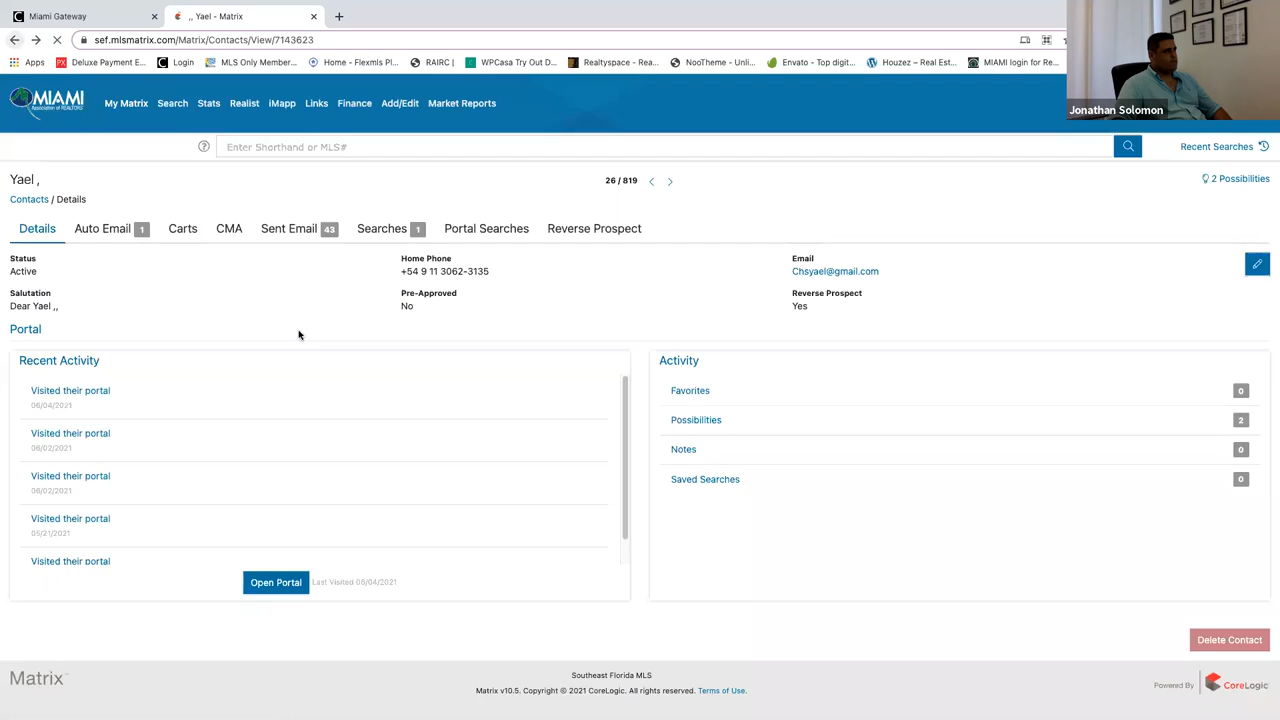 Miami Gateway
,, Yael - Matrix
sef.mlsmatrix.com/Matrix/Contacts/View/7143623
Apps
Deluxe Payment E...
Login
MLS Only Member...
Home - Flexmls Pl...
RAIRC |
WPCasa Try Out D...
Realtyspace - Rea...
NooTheme - Unli...
Envato - Top digit...
Houzez – Real Est...
MIAMI login for Re...
Jonathan Solomon
MIAMI
My Matrix Search Stats Realist iMapp Links Finance Add/Edit Market Reports
Enter Shorthand or MLS#
Recent Searches
Yael ,
26 / 819
2 Possibilities
Contacts / Details
Details Auto Email 1 Carts CMA Sent Email 43 Searches 1 Portal Searches Reverse Prospect
Status
Active
Home Phone
+54 9 11 3062-3135
Email
Chsyael@gmail.com
Salutation
Dear Yael ,,
Pre-Approved
No
Reverse Prospect
Yes
Portal
Recent Activity
Visited their portal
06/04/2021
Visited their portal
06/02/2021
Visited their portal
06/02/2021
Visited their portal
05/21/2021
Visited their portal
Open Portal Last Visited 06/04/2021
Activity
Favorites 0
Possibilities 2
Notes 0
Saved Searches 0
Delete Contact
Matrix
Southeast Florida MLS
Matrix v10.5. Copyright © 2021 CoreLogic. All rights reserved. Terms of Use.
Powered By CoreLogic